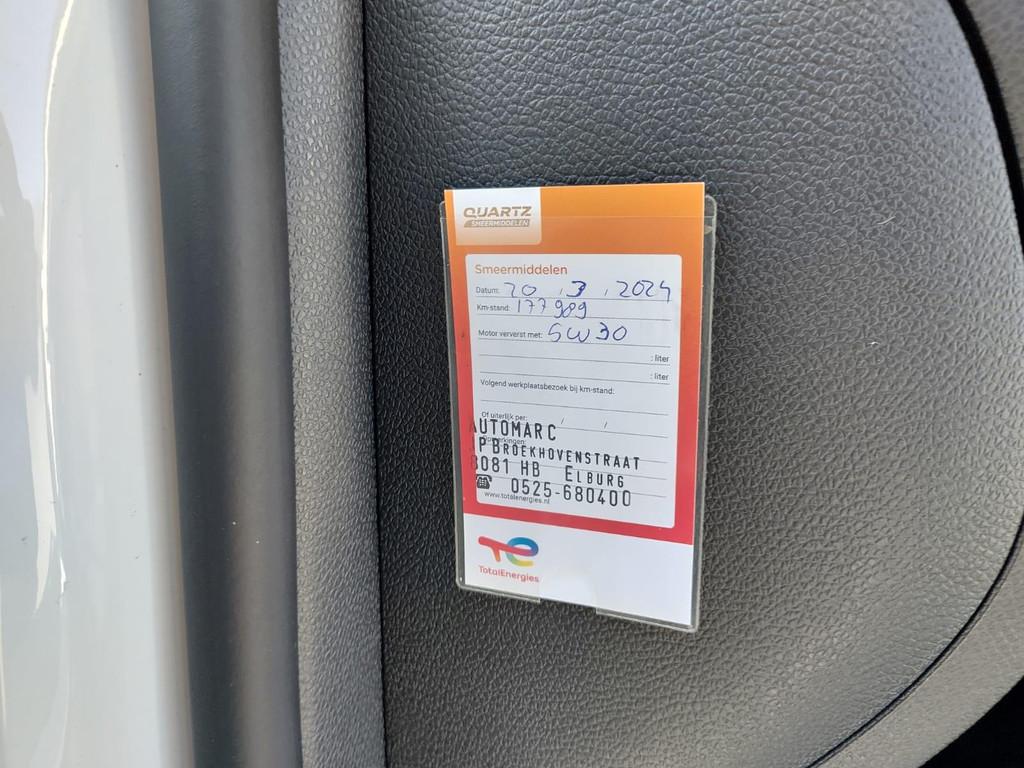 QUARTZ
SMEERMIDDELEN
Smeermiddelen
Datum: 20 , 3 , 2024
Km-stand: 177989
Motor ververst met: 5W30
: liter
: liter
Volgend werkplaatsbezoek bij km-stand:
Of uiterlijk per: / /
AUTOMARC
Opmerkingen:
BROEKHOVENSTRAAT
8081 HB ELBURG
☎ 0525-680400
www.totalenergies.nl
TotalEnergies